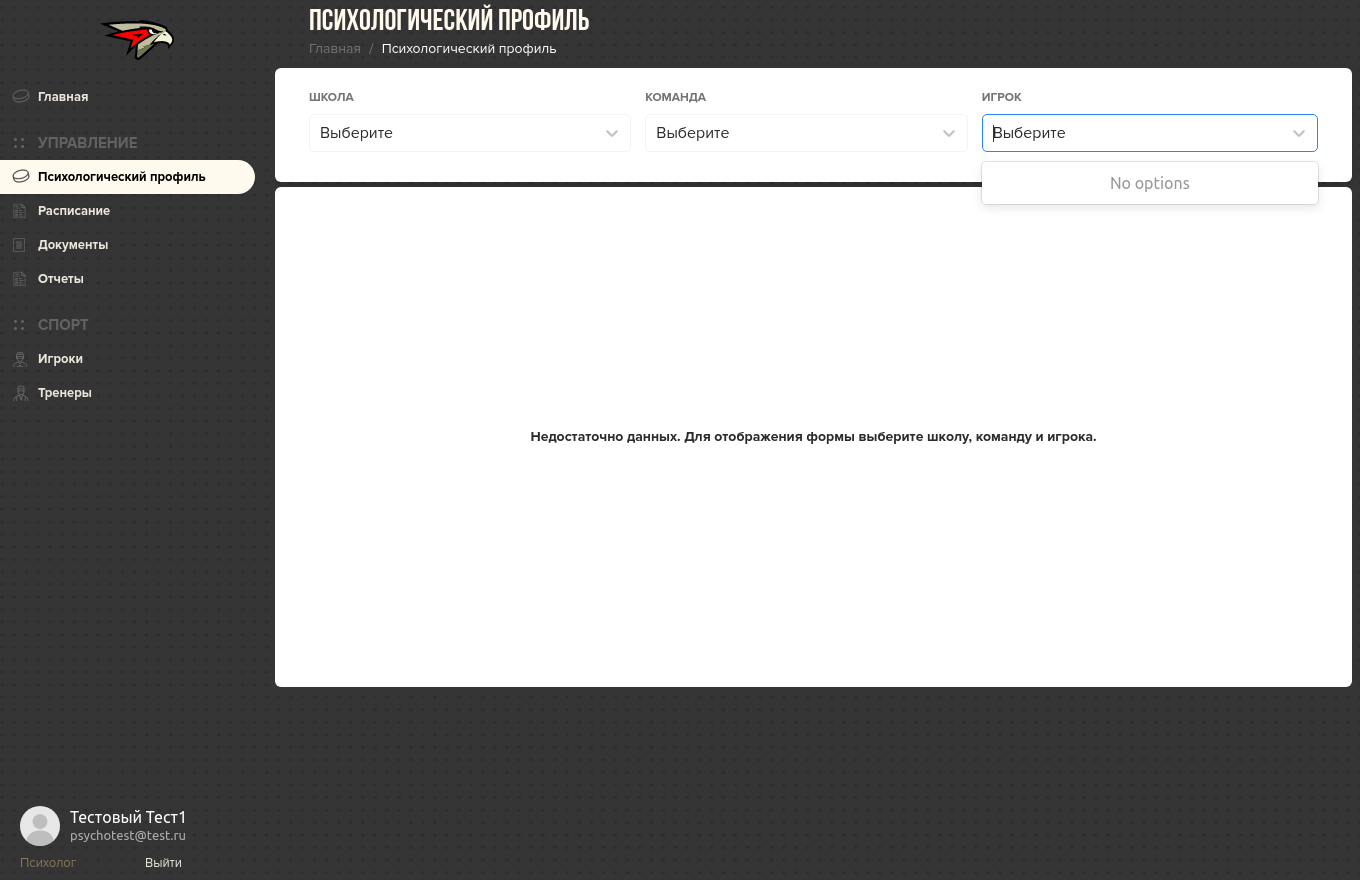 ПСИХОЛОГИЧЕСКИЙ ПРОФИЛЬ
Главная / Психологический профиль
Главная
УПРАВЛЕНИЕ
Психологический профиль
Расписание
Документы
Отчеты
СПОРТ
Игроки
Тренеры
ШКОЛА
Выберите
КОМАНДА
Выберите
ИГРОК
Выберите
No options
Недостаточно данных. Для отображения формы выберите школу, команду и игрока.
Тестовый Тест1
psychotest@test.ru
Психолог Выйти